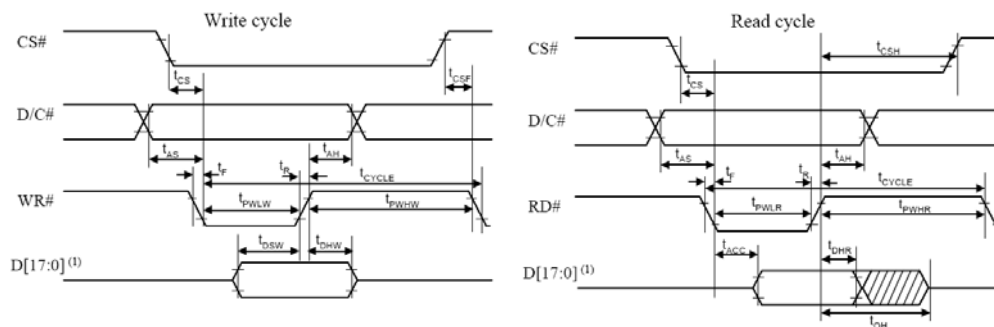 Write cycle
CS#
tCS
tCSF
D/C#
tAS
tF
tR
tAH
tCYCLE
WR#
tPWLW
tPWHW
tDSW
tDHW
D[17:0] (1)
Read cycle
CS#
tCSH
tCS
D/C#
tAS
tF
tR
tAH
tCYCLE
RD#
tPWLR
tPWHR
tACC
tDHR
D[17:0] (1)
tOH